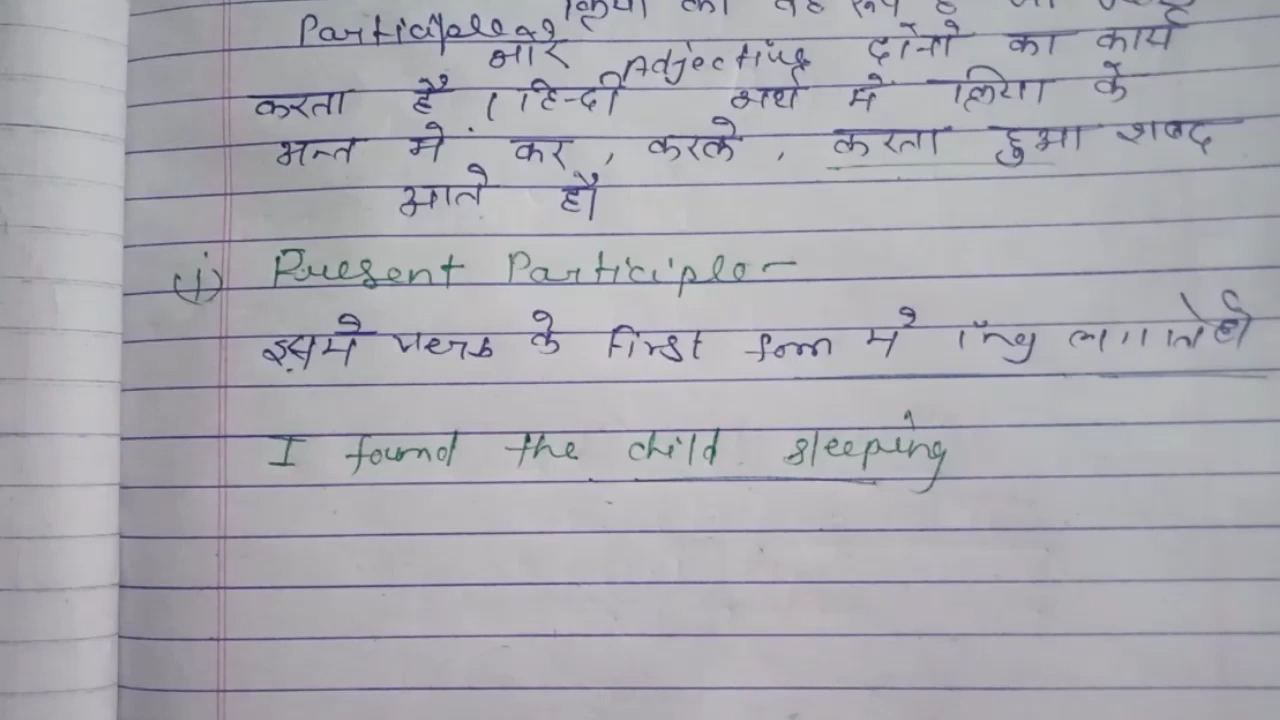 Participle क्रिया का वह रूप है जो
और Adjective दोनो का कार्य
करता है । हिन्दी अर्थ मे क्रिया के
अन्त मे कर , करके , करता हुआ शब्द
आते है
(i) Present Participle -
इसमे verb के first form मे ing लगाते है
I found the child sleeping